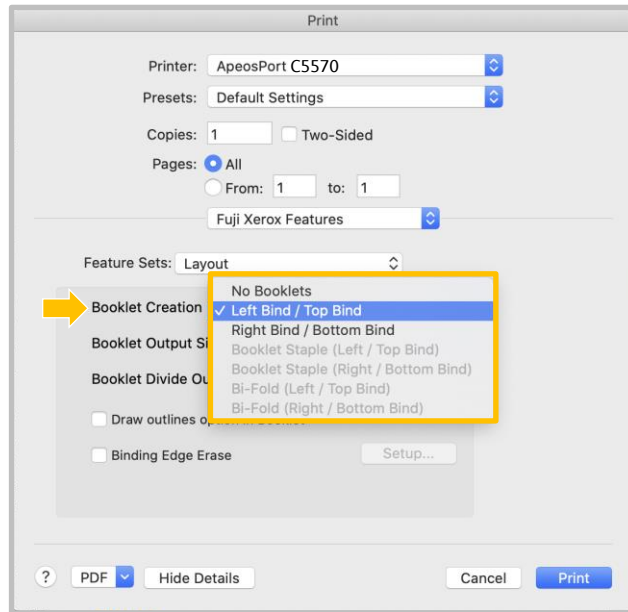 Print
Printer: ApeosPort C5570
Presets: Default Settings
Copies: 1 Two-Sided
Pages: All
From: 1 to: 1
Fuji Xerox Features
Feature Sets: Layout
No Booklets
Booklet Creation ✓ Left Bind / Top Bind
Right Bind / Bottom Bind
Booklet Output Si
Booklet Staple (Left / Top Bind)
Booklet Staple (Right / Bottom Bind)
Booklet Divide Ou
Bi-Fold (Left / Top Bind)
Bi-Fold (Right / Bottom Bind)
Draw outlines
Binding Edge Erase Setup...
? PDF Hide Details Cancel Print